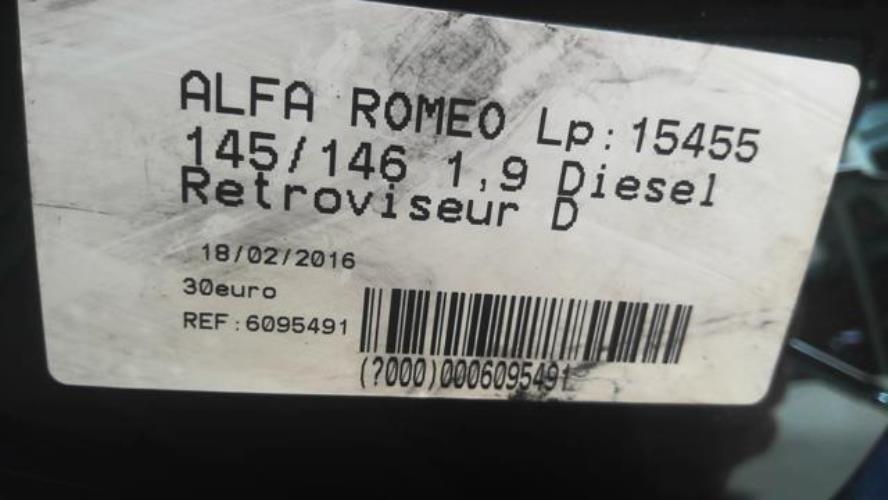 ALFA ROMEO Lp:15455
145/146 1,9 Diesel
Retroviseur D
18/02/2016
30euro
REF:6095491
(?000)0006095491